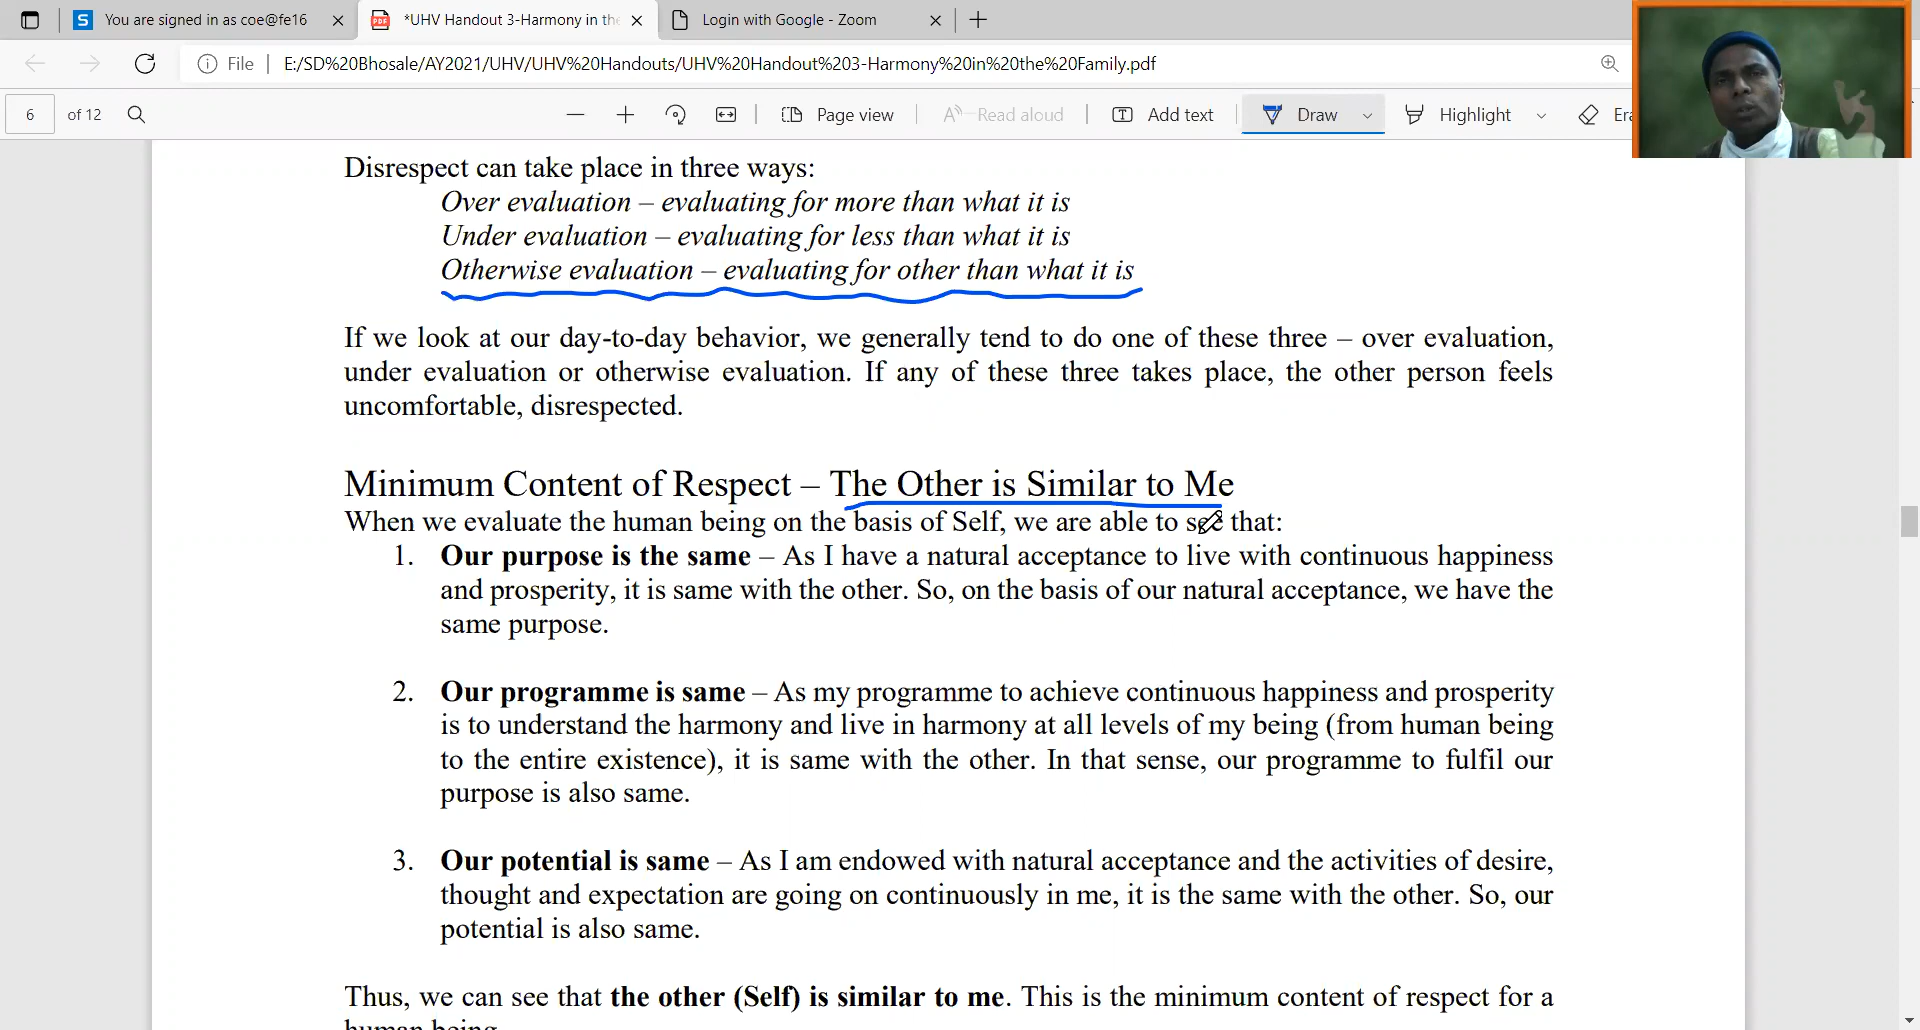 You are signed in as coe@fe16
*UHV Handout 3-Harmony in the
Login with Google - Zoom
File
E:/SD%20Bhosale/AY2021/UHV/UHV%20Handouts/UHV%20Handout%203-Harmony%20in%20the%20Family.pdf
6 of 12
Page view
Read aloud
Add text
Draw
Highlight
Disrespect can take place in three ways:
Over evaluation – evaluating for more than what it is
Under evaluation – evaluating for less than what it is
Otherwise evaluation – evaluating for other than what it is
If we look at our day-to-day behavior, we generally tend to do one of these three – over evaluation,
under evaluation or otherwise evaluation. If any of these three takes place, the other person feels
uncomfortable, disrespected.
Minimum Content of Respect – The Other is Similar to Me
When we evaluate the human being on the basis of Self, we are able to see that:
1. Our purpose is the same – As I have a natural acceptance to live with continuous happiness
and prosperity, it is same with the other. So, on the basis of our natural acceptance, we have the
same purpose.
2. Our programme is same – As my programme to achieve continuous happiness and prosperity
is to understand the harmony and live in harmony at all levels of my being (from human being
to the entire existence), it is same with the other. In that sense, our programme to fulfil our
purpose is also same.
3. Our potential is same – As I am endowed with natural acceptance and the activities of desire,
thought and expectation are going on continuously in me, it is the same with the other. So, our
potential is also same.
Thus, we can see that the other (Self) is similar to me. This is the minimum content of respect for a
human being.